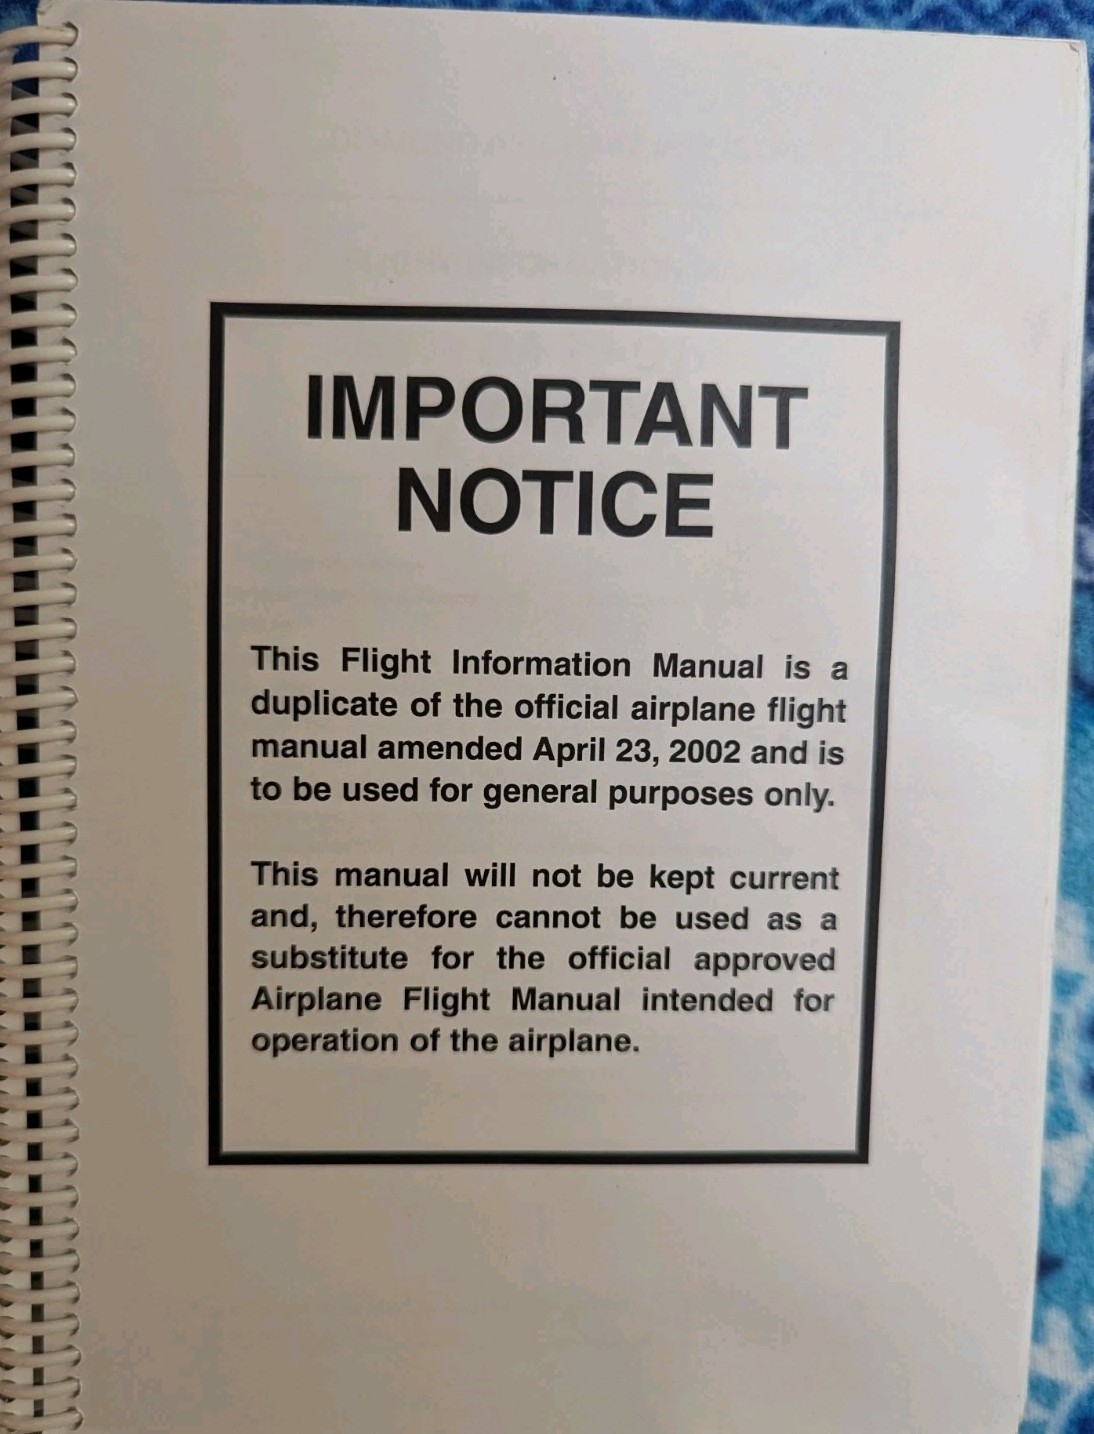 IMPORTANT
NOTICE
This Flight Information Manual is a
duplicate of the official airplane flight
manual amended April 23, 2002 and is
to be used for general purposes only.
This manual will not be kept current
and, therefore cannot be used as a
substitute for the official approved
Airplane Flight Manual intended for
operation of the airplane.